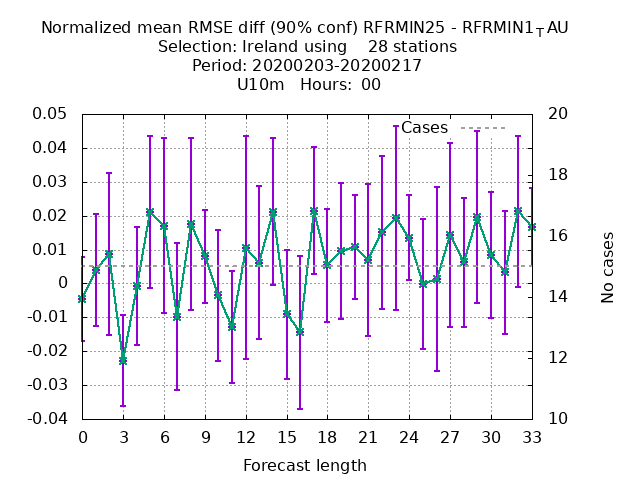 Normalized mean RMSE diff (90% conf) RFRMIN25 - RFRMIN1_TAU
Selection: Ireland using 28 stations
Period: 20200203-20200217
U10m Hours: 00
Cases
0.05
0.04
0.03
0.02
0.01
0
-0.01
-0.02
-0.03
-0.04
20
18
16
14
12
10
No cases
0 3 6 9 12 15 18 21 24 27 30 33
Forecast length